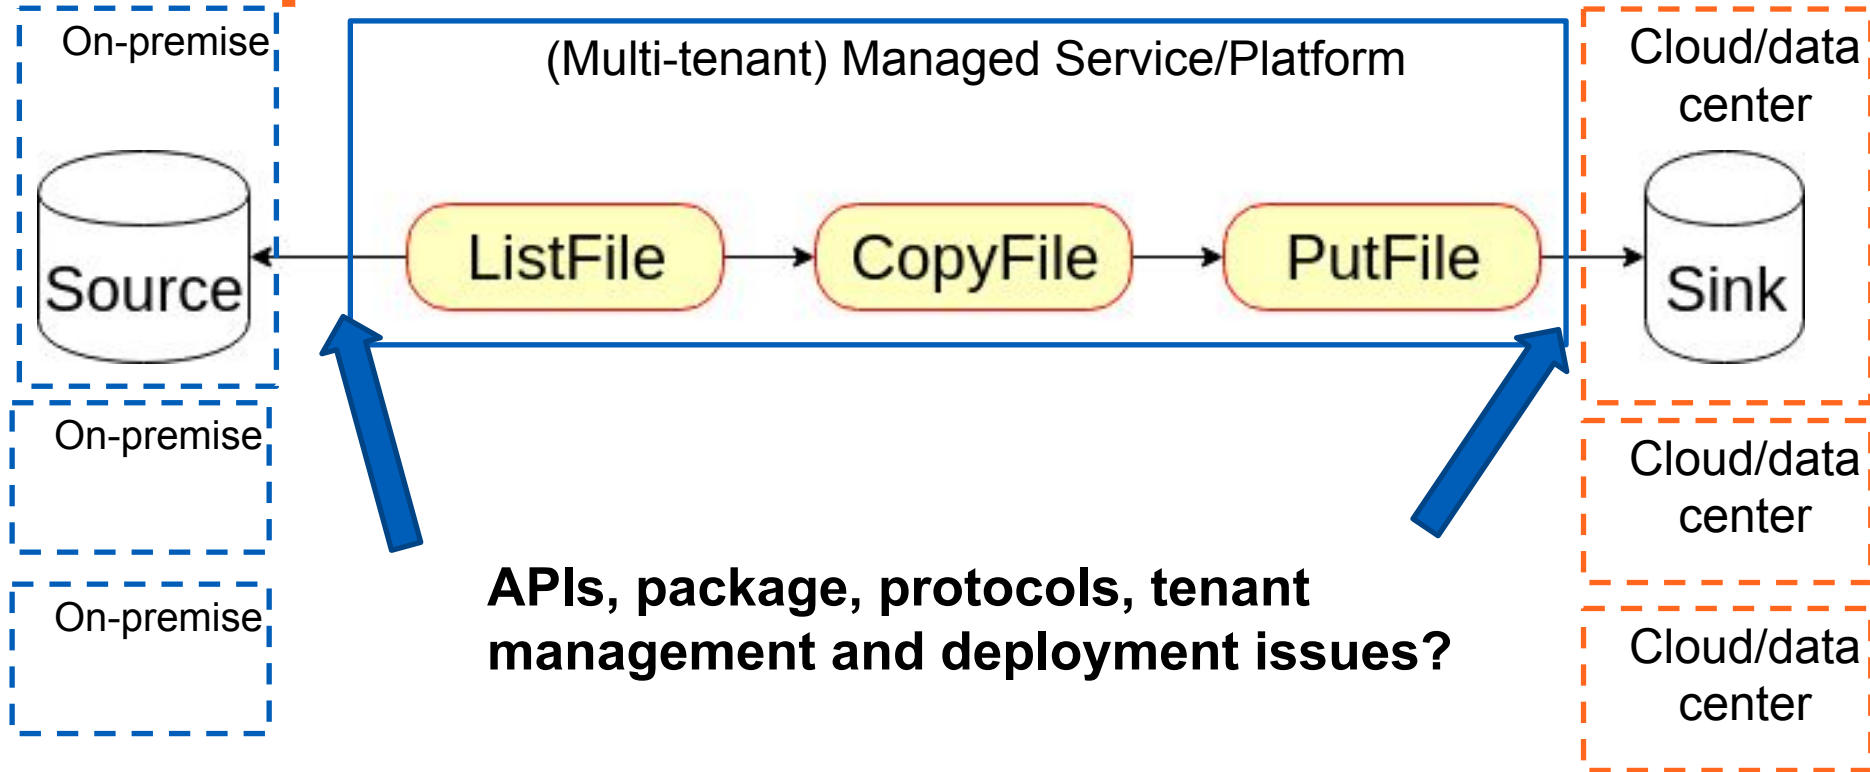 On-premise
(Multi-tenant) Managed Service/Platform
Cloud/data
center
Source
ListFile
CopyFile
PutFile
Sink
On-premise
Cloud/data
center
APIs, package, protocols, tenant
management and deployment issues?
On-premise
Cloud/data
center